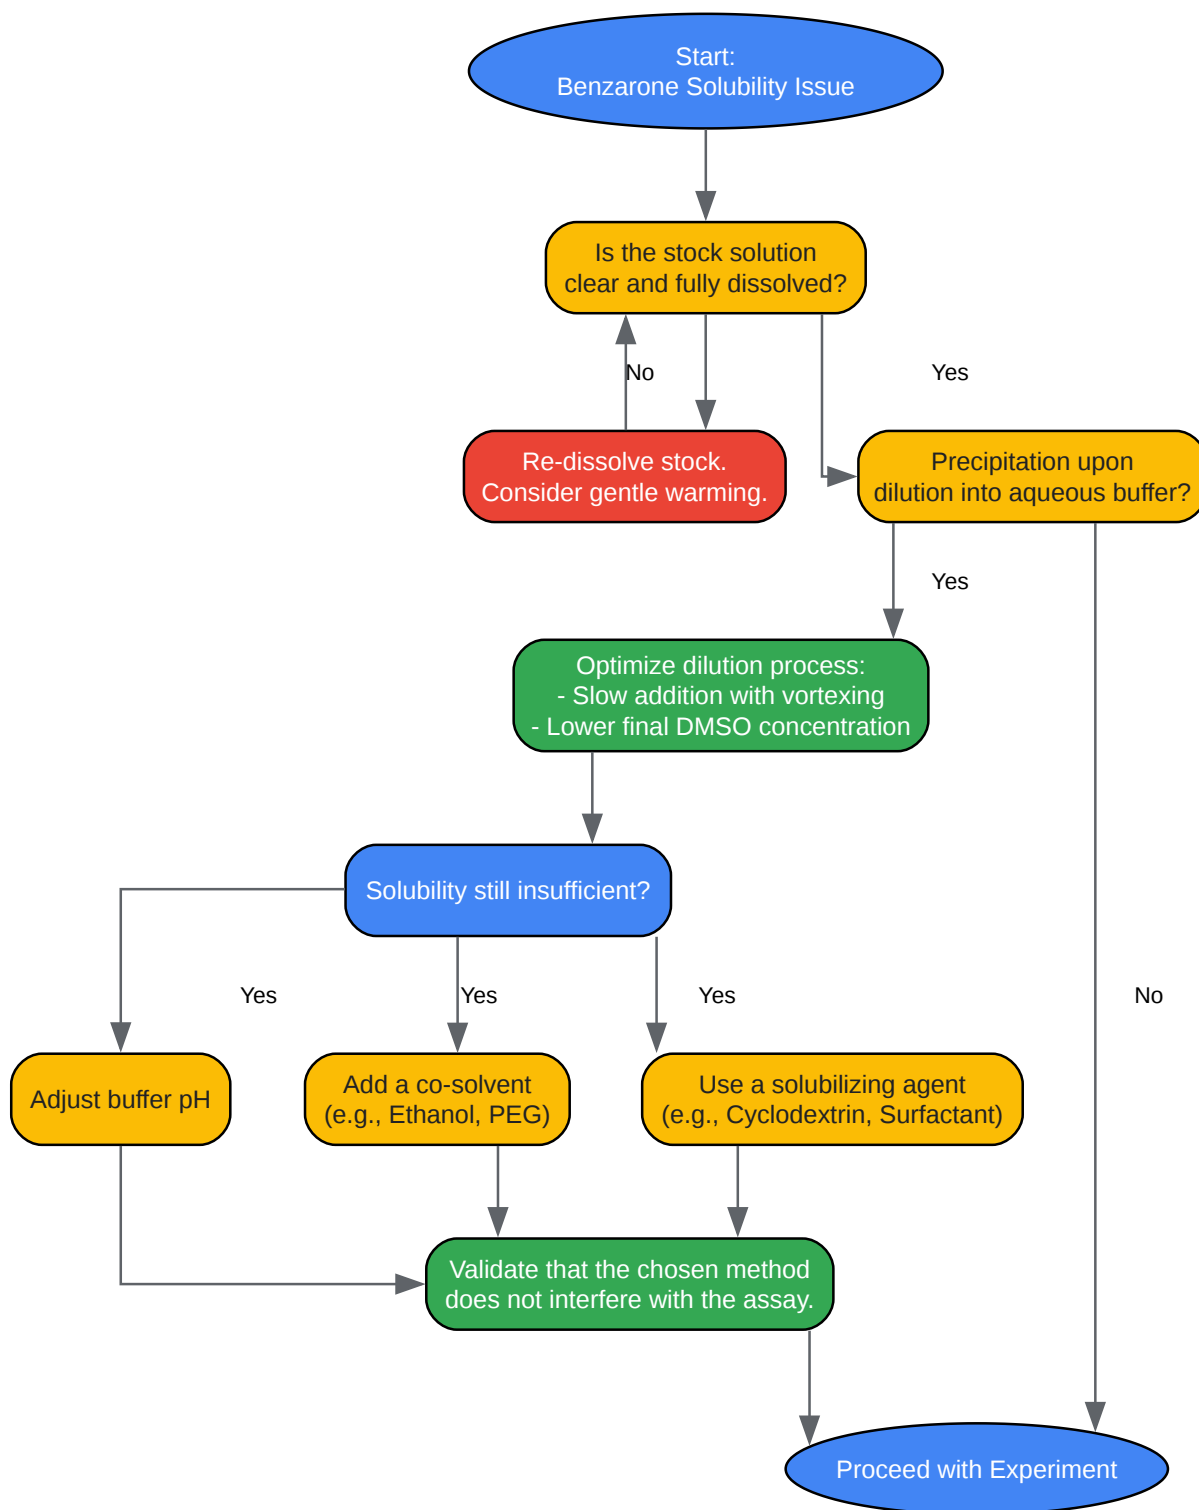 Start:
Benzarone Solubility Issue
Is the stock solution
clear and fully dissolved?
No
Yes
Re-dissolve stock.
Consider gentle warming.
Precipitation upon
dilution into aqueous buffer?
Yes
Optimize dilution process:
- Slow addition with vortexing
- Lower final DMSO concentration
Solubility still insufficient?
Yes
Yes
Yes
No
Adjust buffer pH
Add a co-solvent
(e.g., Ethanol, PEG)
Use a solubilizing agent
(e.g., Cyclodextrin, Surfactant)
Validate that the chosen method
does not interfere with the assay.
Proceed with Experiment